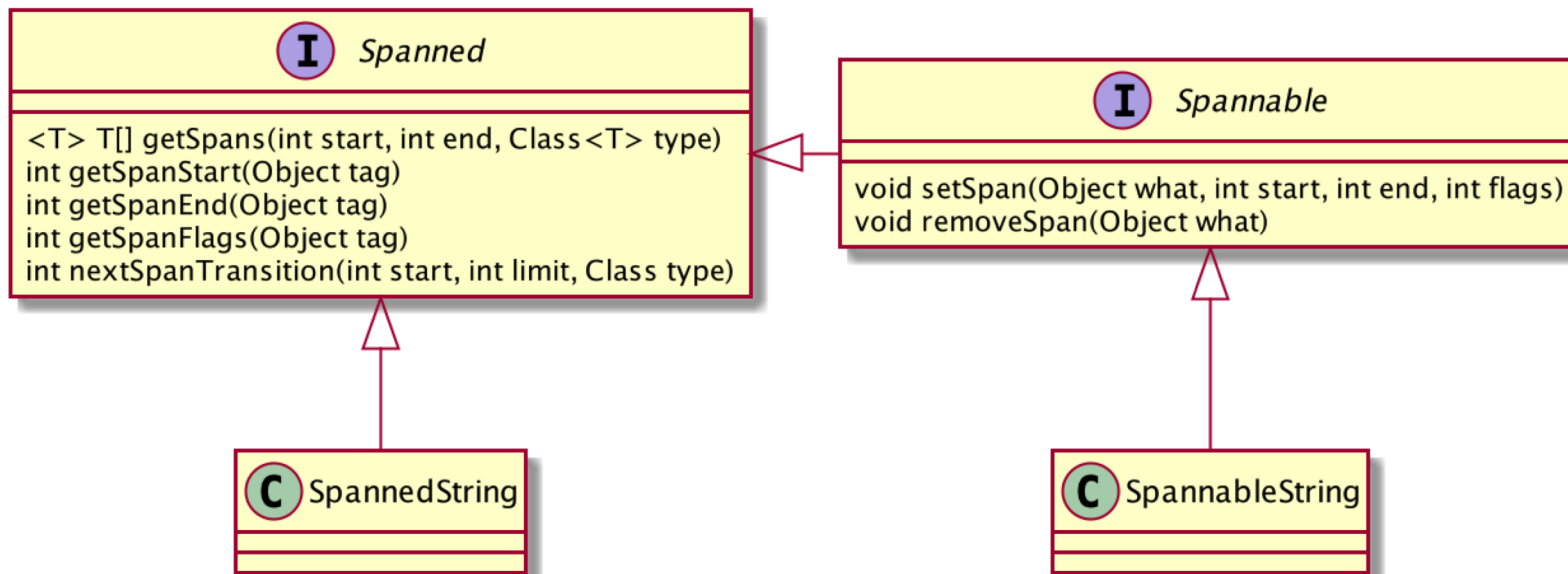 I Spanned
<T> T[] getSpans(int start, int end, Class<T> type)
int getSpanStart(Object tag)
int getSpanEnd(Object tag)
int getSpanFlags(Object tag)
int nextSpanTransition(int start, int limit, Class type)
I Spannable
void setSpan(Object what, int start, int end, int flags)
void removeSpan(Object what)
C SpannedString
C SpannableString